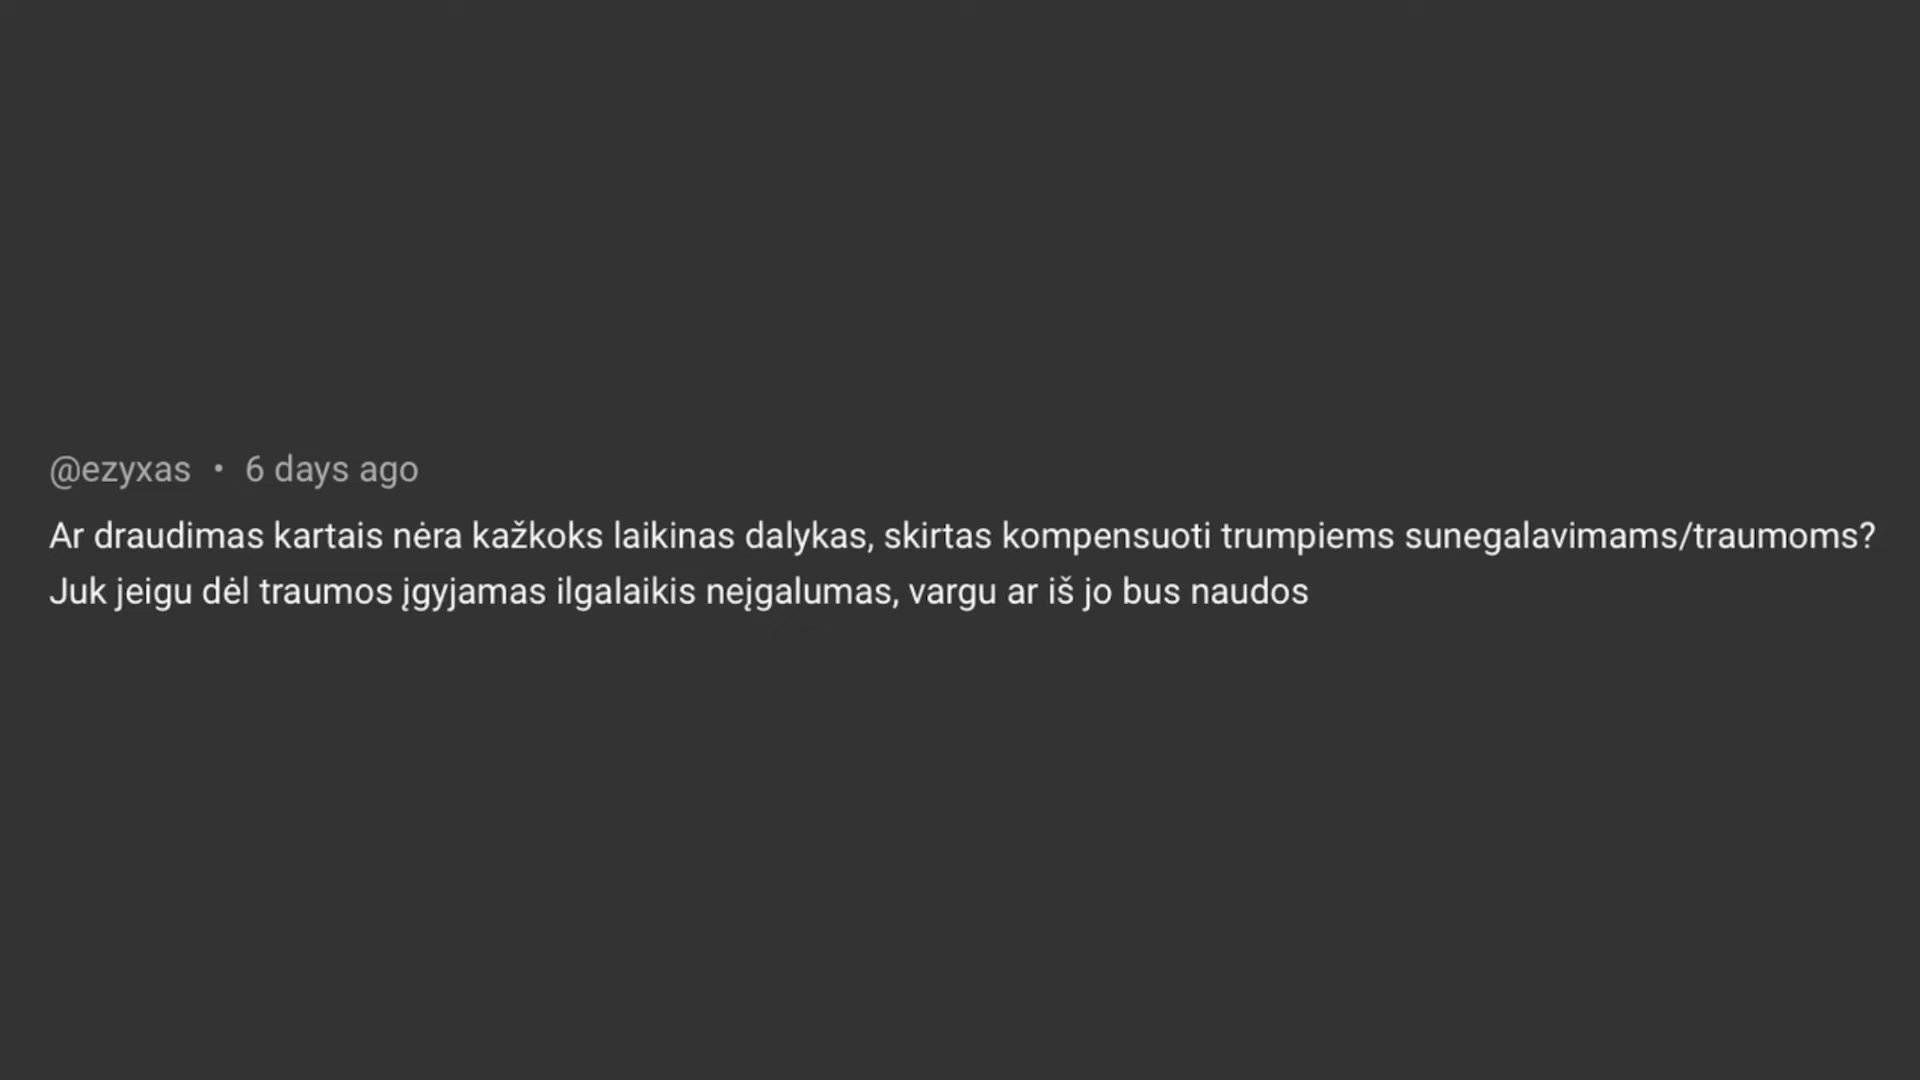 @ezyxas • 6 days ago
Ar draudimas kartais nėra kažkoks laikinas dalykas, skirtas kompensuoti trumpiems sunegalavimams/traumoms?
Juk jeigu dėl traumos įgyjamas ilgalaikis neįgalumas, vargu ar iš jo bus naudos